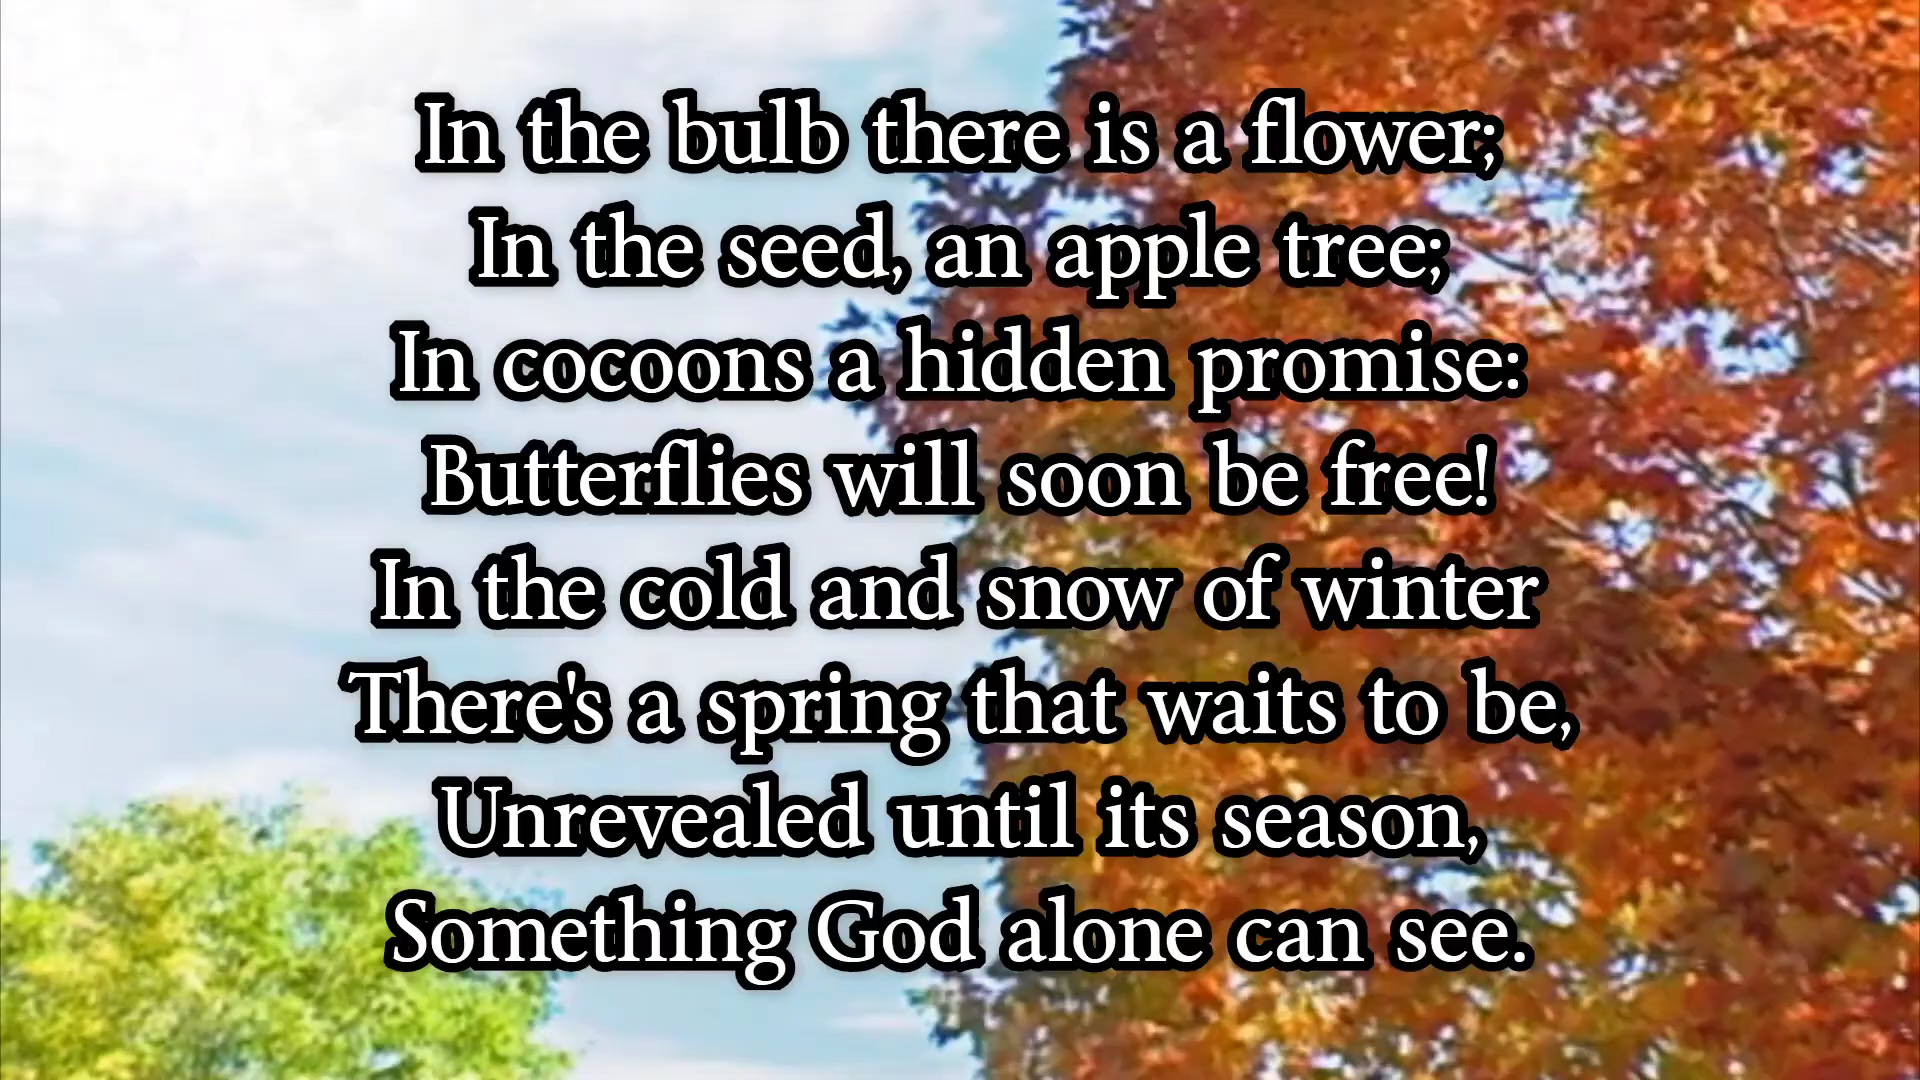 In the bulb there is a flower;
In the seed, an apple tree;
In cocoons a hidden promise:
Butterflies will soon be free!
In the cold and snow of winter
There's a spring that waits to be,
Unrevealed until its season,
Something God alone can see.